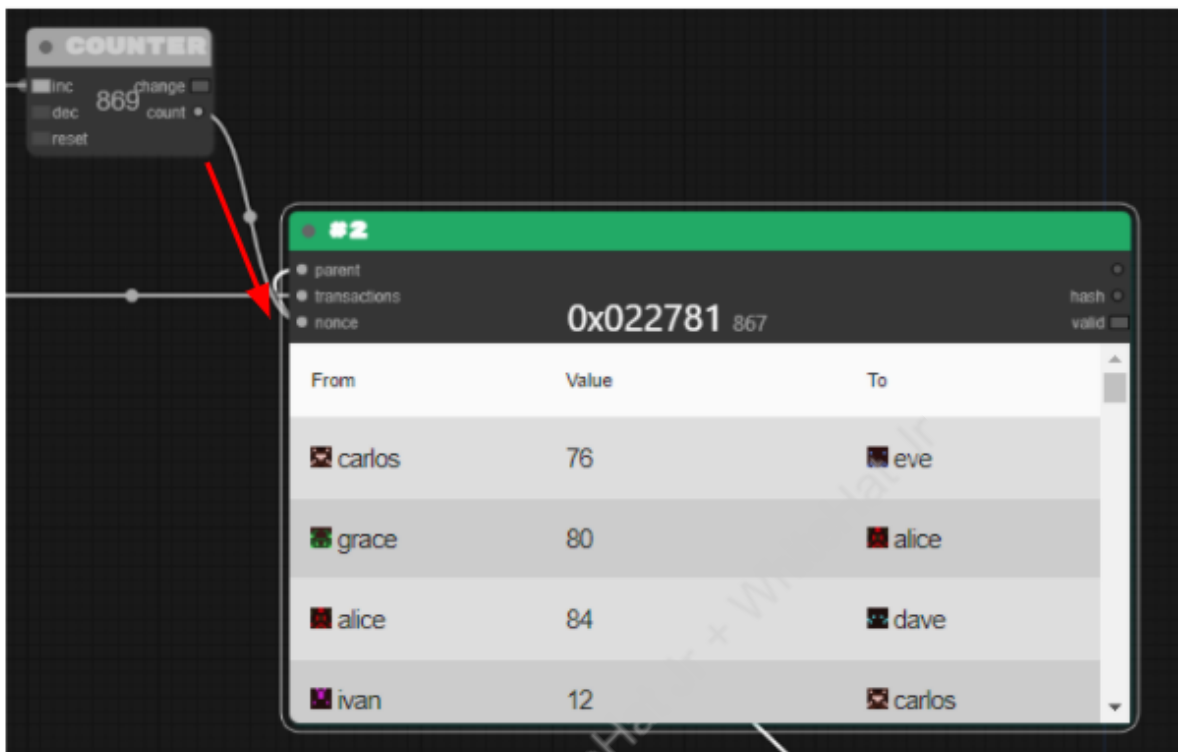 COUNTER
inc 869 change
dec count
reset
#2
parent
transactions hash
nonce 0x022781 867 valid
From Value To
carlos 76 eve
grace 80 alice
alice 84 dave
ivan 12 carlos